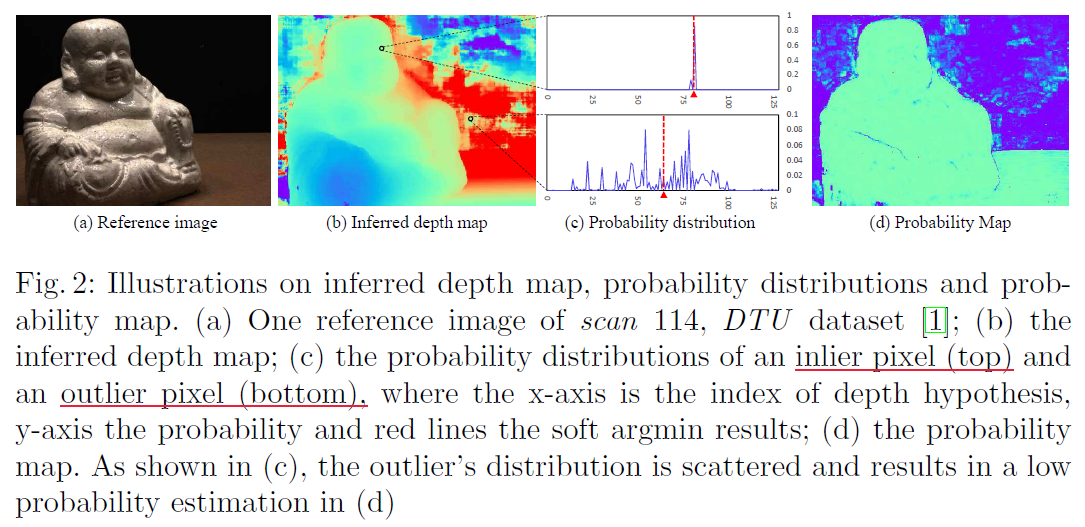 1
0.8
0.6
0.4
0.2
0
0 25 50 75 100 125
0.1
0.08
0.06
0.04
0.02
0
0 25 50 75 100 125
(a) Reference image (b) Inferred depth map (c) Probability distribution (d) Probability Map
Fig. 2: Illustrations on inferred depth map, probability distributions and prob-
ability map. (a) One reference image of scan 114, DTU dataset [1]; (b) the
inferred depth map; (c) the probability distributions of an inlier pixel (top) and
an outlier pixel (bottom), where the x-axis is the index of depth hypothesis,
y-axis the probability and red lines the soft argmin results; (d) the probability
map. As shown in (c), the outlier's distribution is scattered and results in a low
probability estimation in (d)